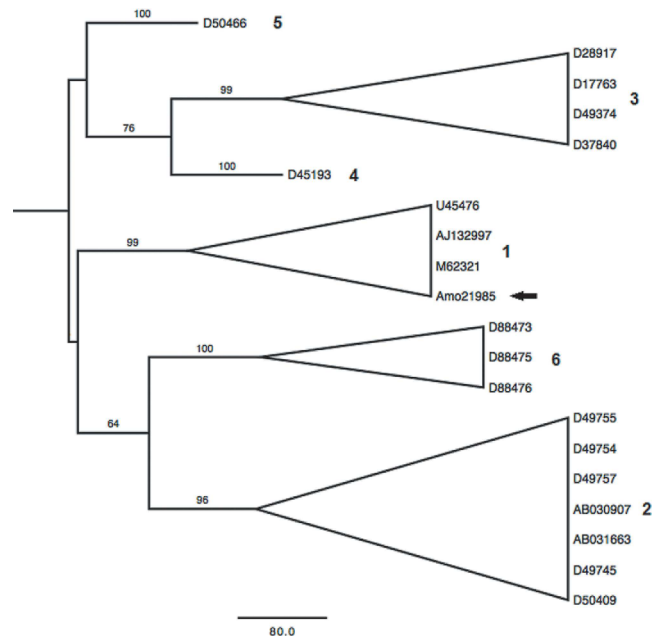 100
D50466 5
D28917
99
D17763
3
D49374
76
D37840
100
D45193 4
U45476
99
AJ132997
1
M62321
Amo21985
D88473
100
D88475
6
D88476
D49755
64
D49754
D49757
96
AB030907 2
AB031663
D49745
D50409
80.0